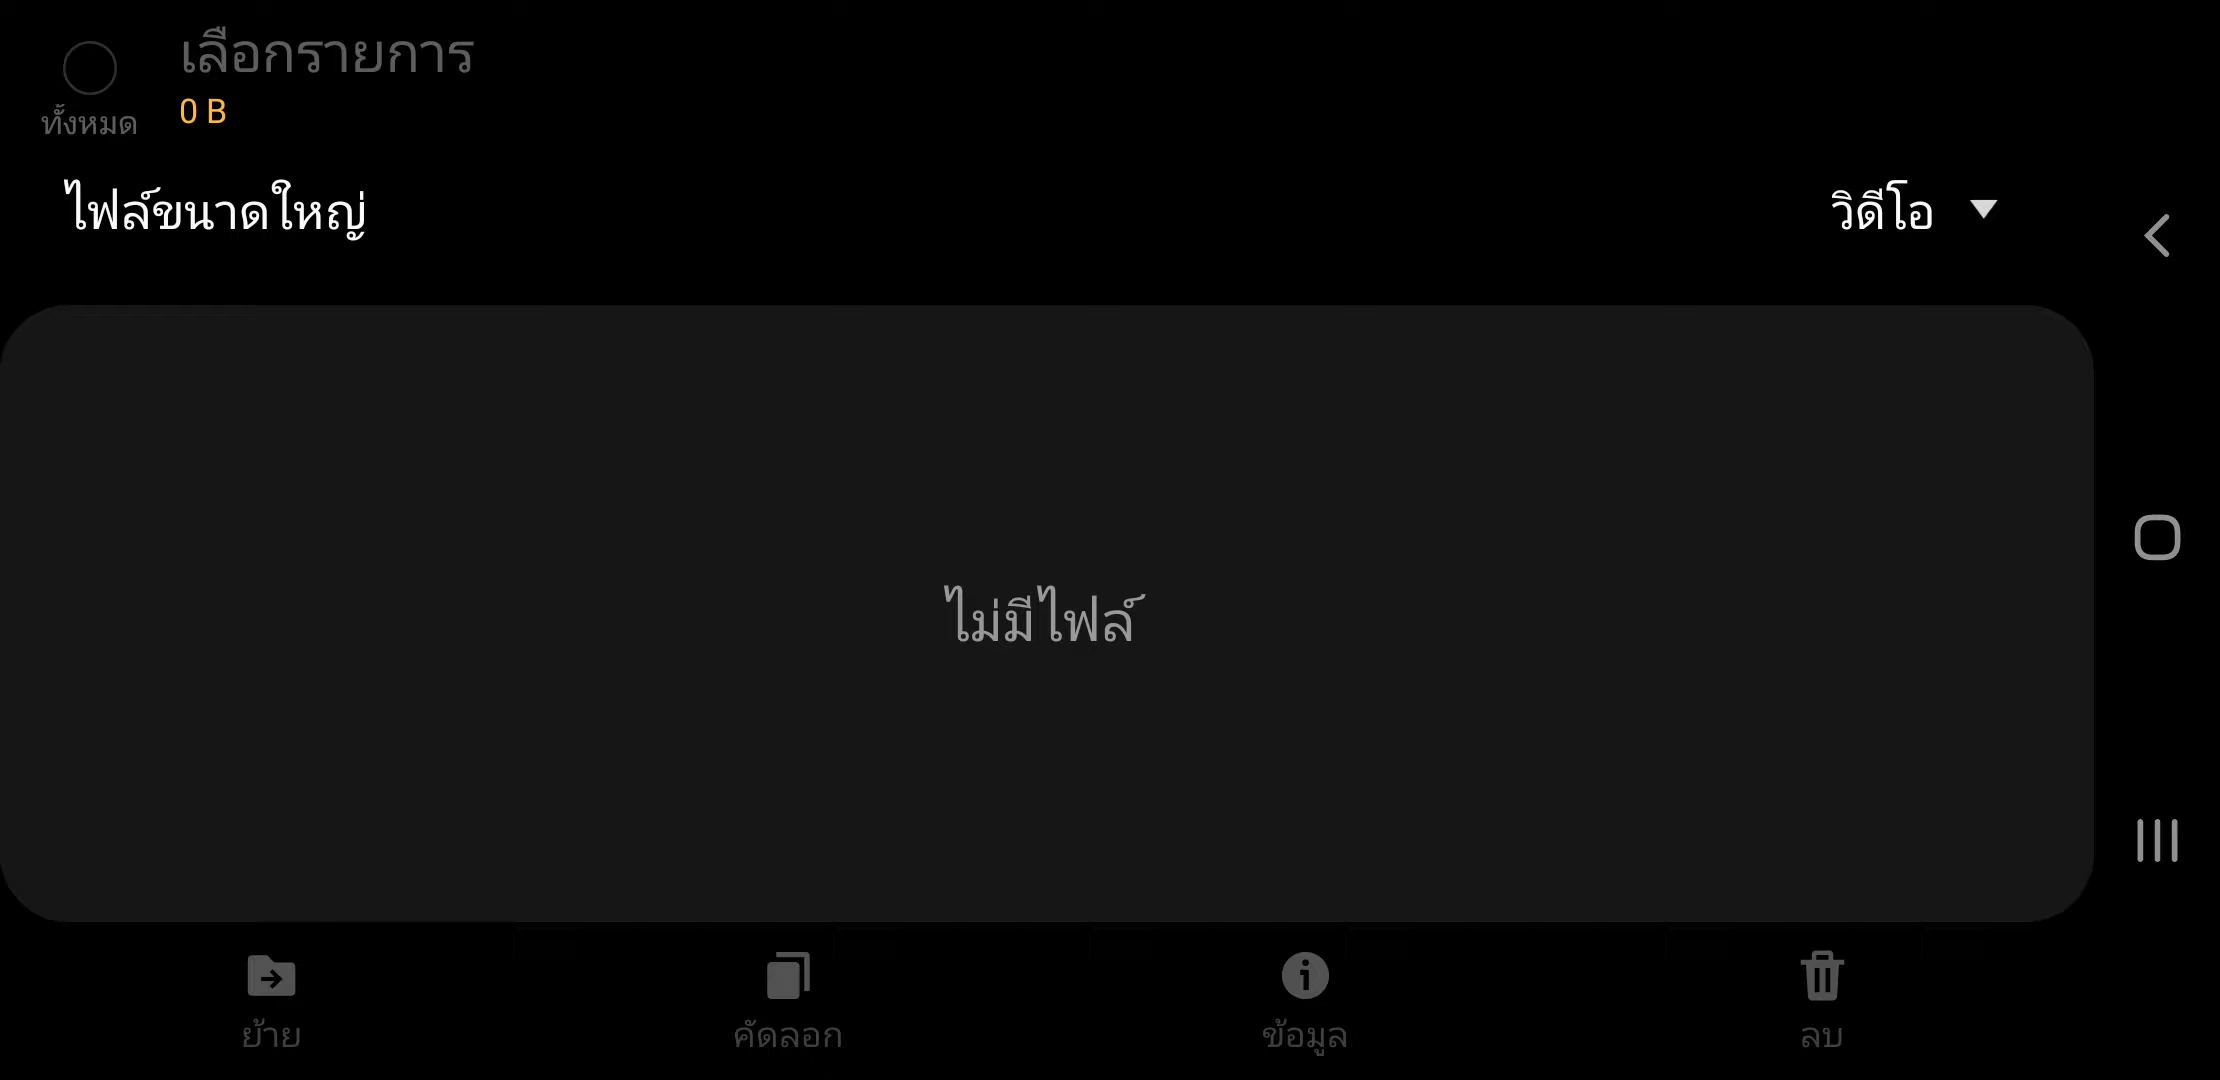 เลือกรายการ
ทั้งหมด
0 B
ไฟล์ขนาดใหญ่
วิดีโอ
ไม่มีไฟล์
ย้าย
คัดลอก
ข้อมูล
ลบ